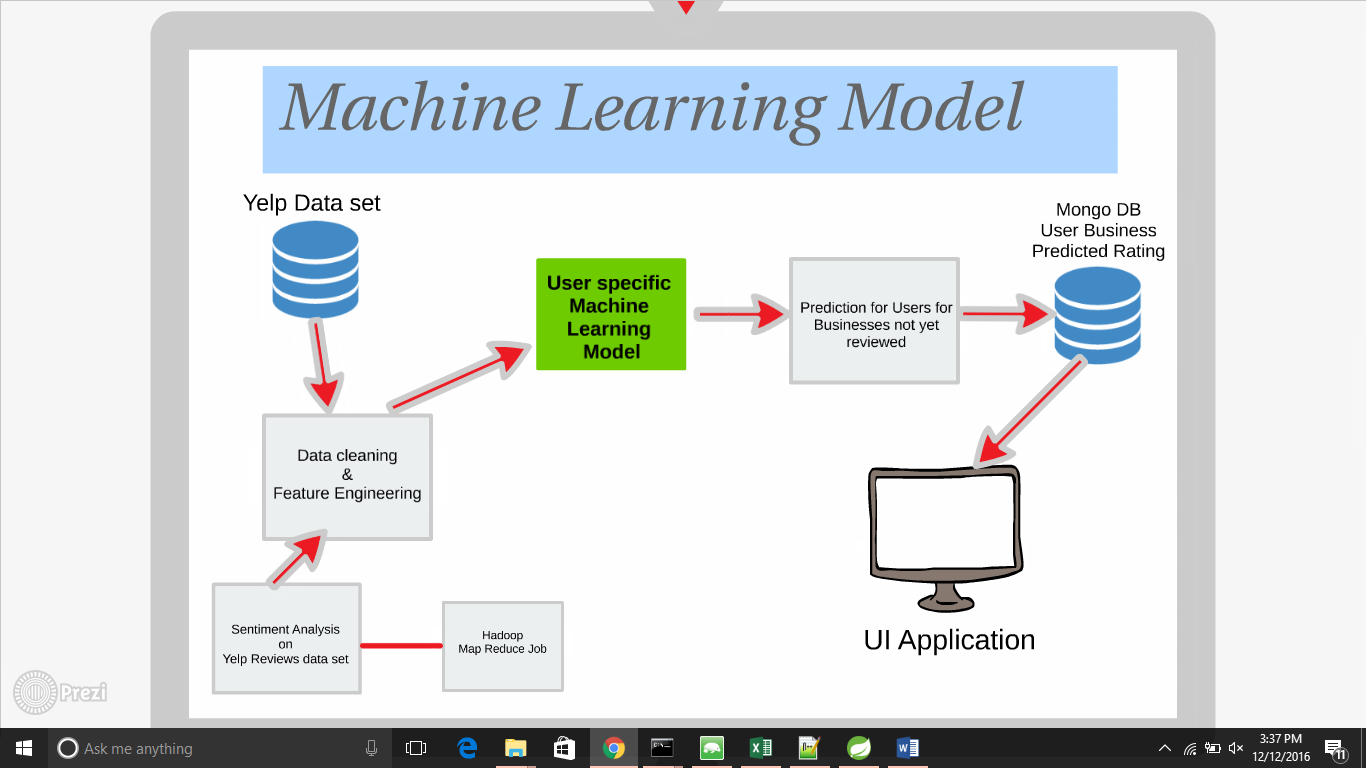 Machine Learning Model
Yelp Data set
Mongo DB
User Business
Predicted Rating
User specific
Machine
Learning
Model
Prediction for Users for
Businesses not yet
reviewed
Data cleaning
&
Feature Engineering
Sentiment Analysis
on
Yelp Reviews data set
Hadoop
Map Reduce Job
UI Application
Prezi
Ask me anything
3:37 PM
12/12/2016
11